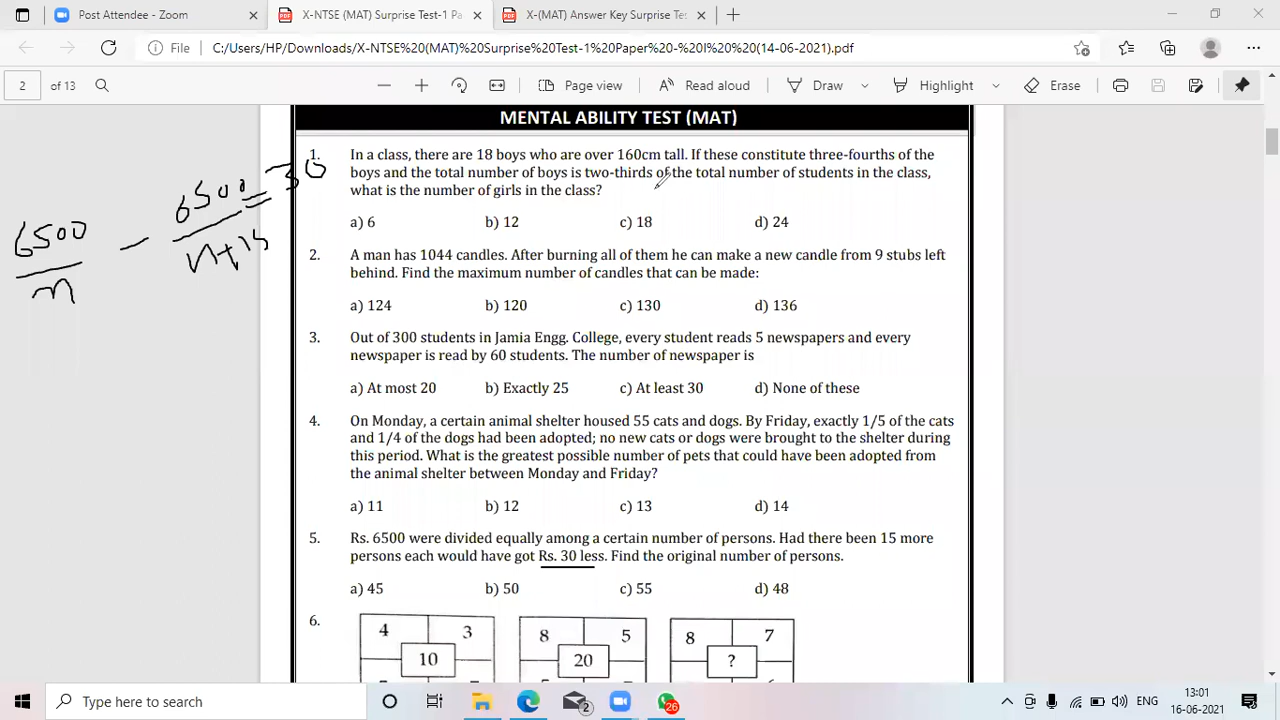 Post Attendee - Zoom
X-NTSE (MAT) Surprise Test-1 Pa
X-(MAT) Answer Key Surprise Tes
File
C:/Users/HP/Downloads/X-NTSE%20(MAT)%20Surprise%20Test-1%20Paper%20-%20I%20%20(14-06-2021).pdf
2 of 13
Page view
Read aloud
Draw
Highlight
Erase
MENTAL ABILITY TEST (MAT)
1. In a class, there are 18 boys who are over 160cm tall. If these constitute three-fourths of the
boys and the total number of boys is two-thirds of the total number of students in the class,
what is the number of girls in the class?
a) 6 b) 12 c) 18 d) 24
6500/n - 6500/n+15 = 30
2. A man has 1044 candles. After burning all of them he can make a new candle from 9 stubs left
behind. Find the maximum number of candles that can be made:
a) 124 b) 120 c) 130 d) 136
3. Out of 300 students in Jamia Engg. College, every student reads 5 newspapers and every
newspaper is read by 60 students. The number of newspaper is
a) At most 20 b) Exactly 25 c) At least 30 d) None of these
4. On Monday, a certain animal shelter housed 55 cats and dogs. By Friday, exactly 1/5 of the cats
and 1/4 of the dogs had been adopted; no new cats or dogs were brought to the shelter during
this period. What is the greatest possible number of pets that could have been adopted from
the animal shelter between Monday and Friday?
a) 11 b) 12 c) 13 d) 14
5. Rs. 6500 were divided equally among a certain number of persons. Had there been 15 more
persons each would have got Rs. 30 less. Find the original number of persons.
a) 45 b) 50 c) 55 d) 48
6.
4 3 8 5 8 7
10 20 ?
Type here to search
2
26
ENG
13:01
16-06-2021